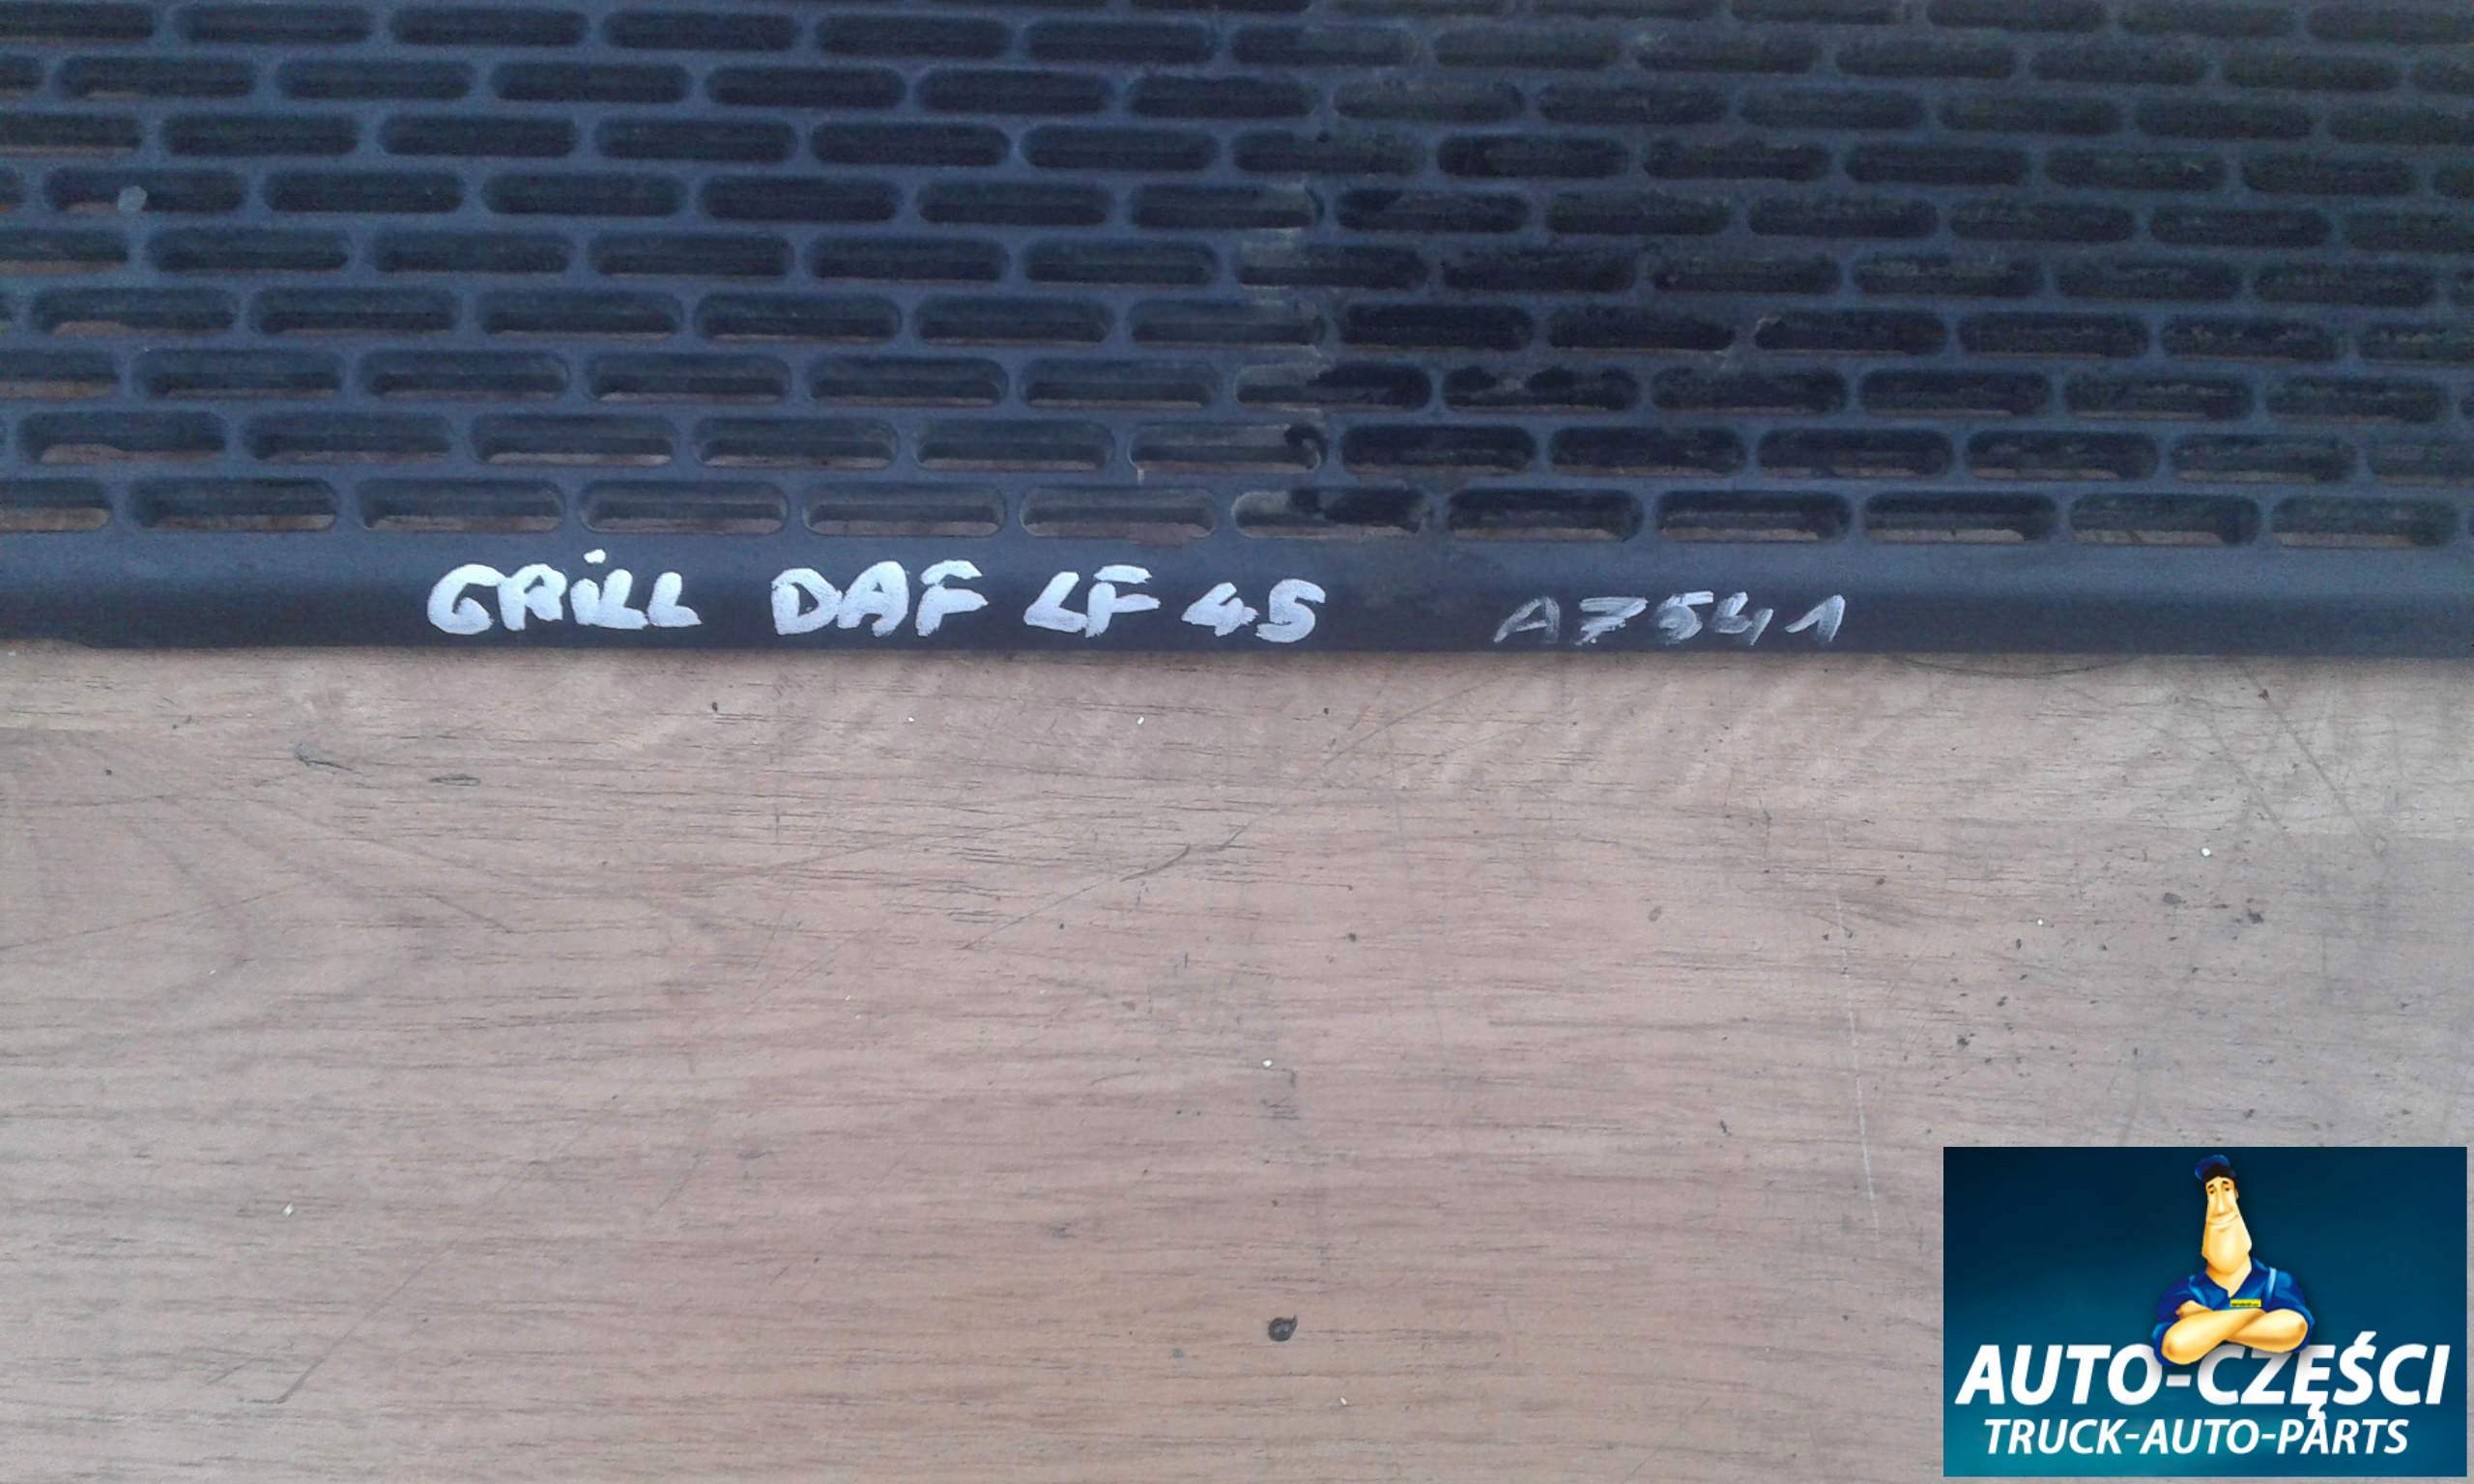 GRiLL DAF LF 45 A7541
AUTO-CZĘŚCI
TRUCK-AUTO-PARTS